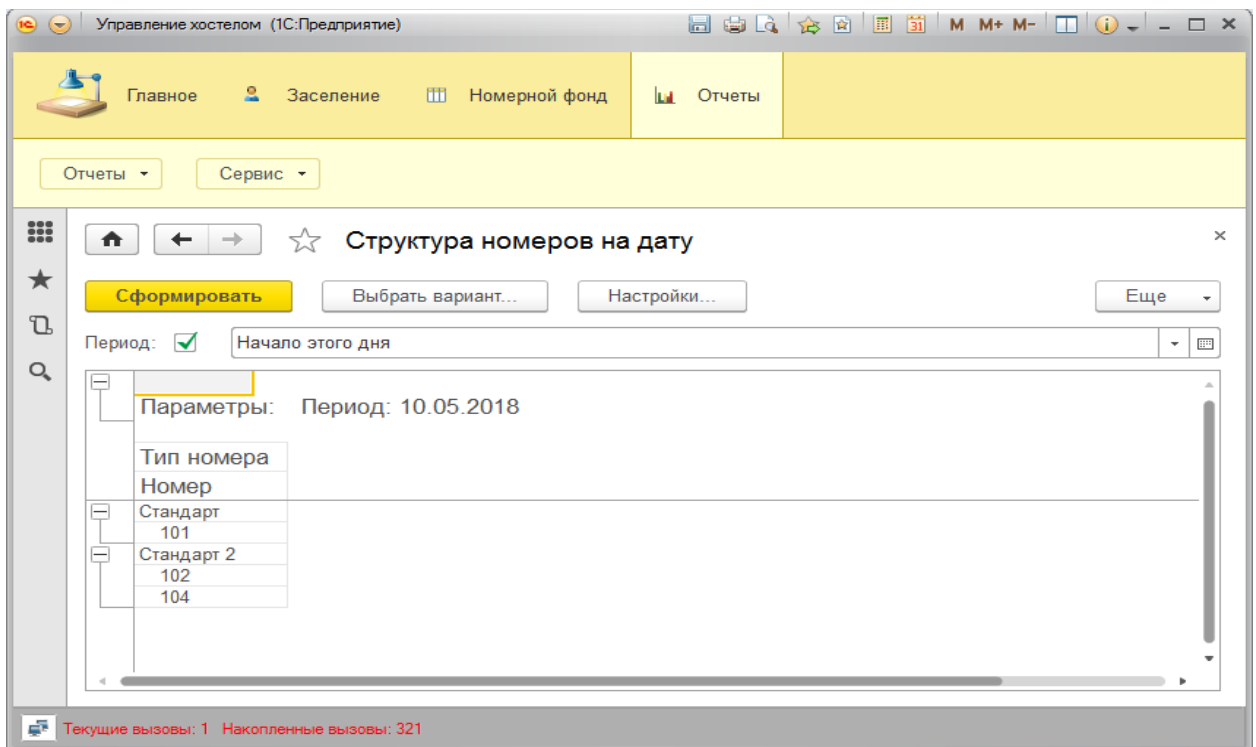 1С Управление хостелом (1С:Предприятие) 31 M M+ M-
Главное Заселение Номерной фонд Отчеты
Отчеты Сервис
Структура номеров на дату
Сформировать Выбрать вариант... Настройки... Еще
Период: Начало этого дня
Параметры: Период: 10.05.2018
Тип номера
Номер
Стандарт
101
Стандарт 2
102
104
Текущие вызовы: 1 Накопленные вызовы: 321